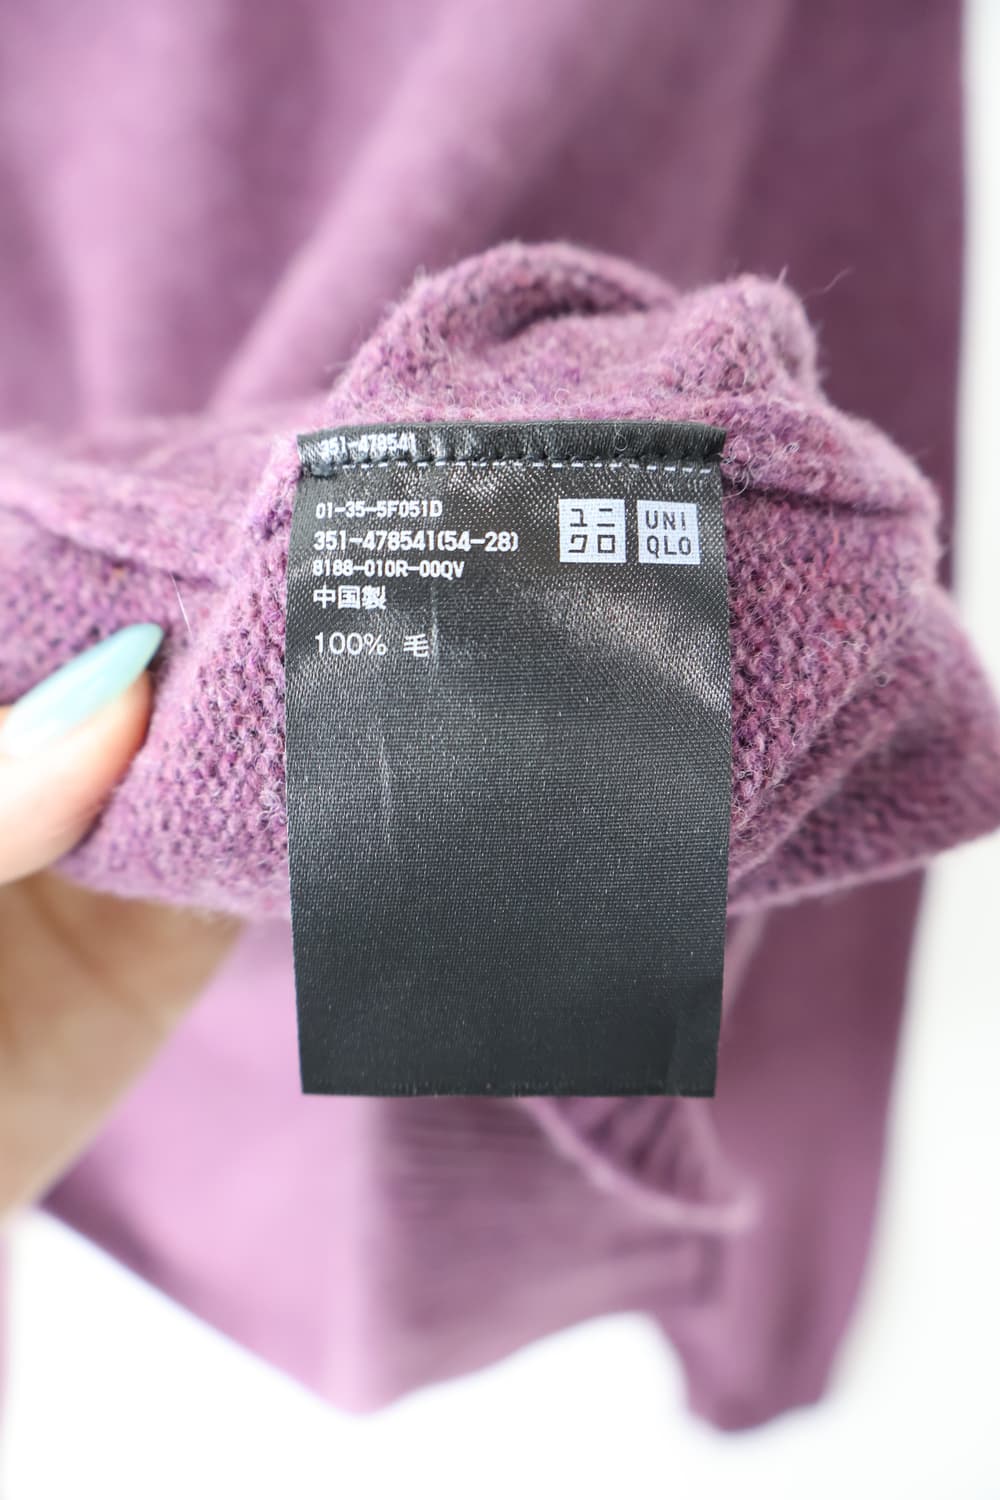 351-478541
01-35-5F051D
351-478541(54-28)
8188-010R-00QV
中国製
100% 毛
ユニ
クロ
UNI
QLO